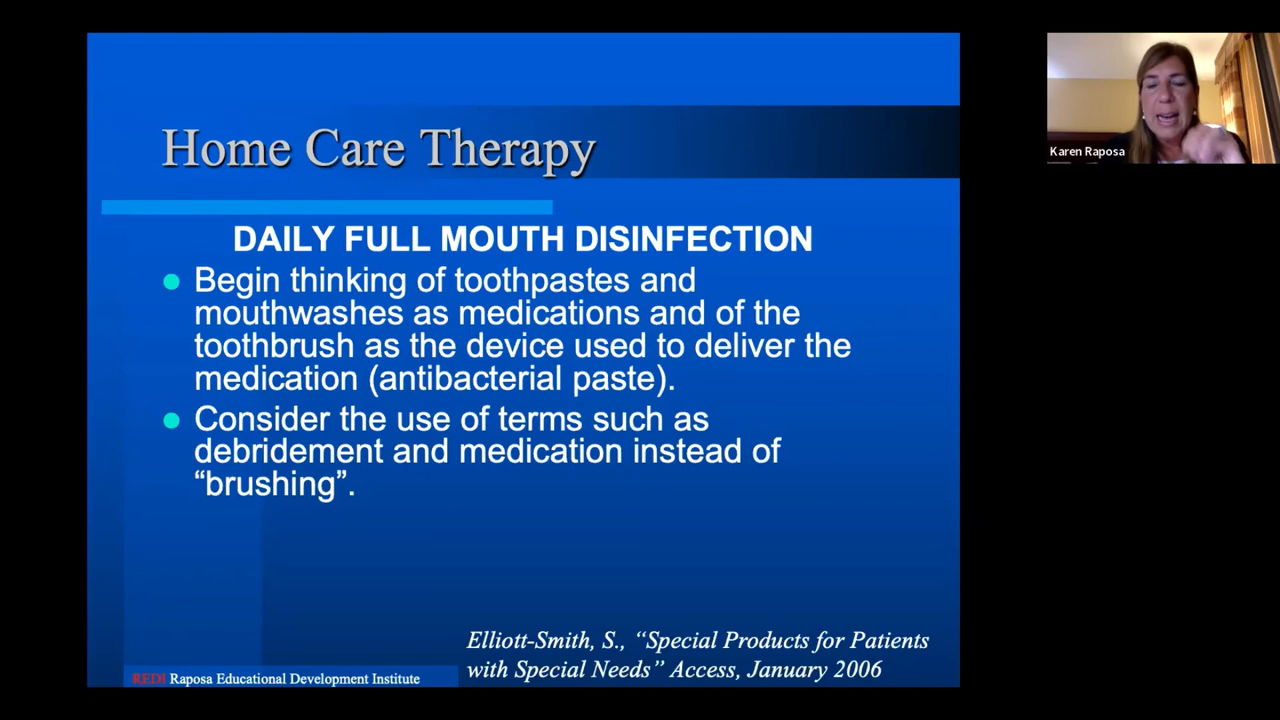 Home Care Therapy
DAILY FULL MOUTH DISINFECTION
Begin thinking of toothpastes and
mouthwashes as medications and of the
toothbrush as the device used to deliver the
medication (antibacterial paste).
Consider the use of terms such as
debridement and medication instead of
“brushing”.
Elliott-Smith, S., “Special Products for Patients
with Special Needs” Access, January 2006
REDI Raposa Educational Development Institute
Karen Raposa